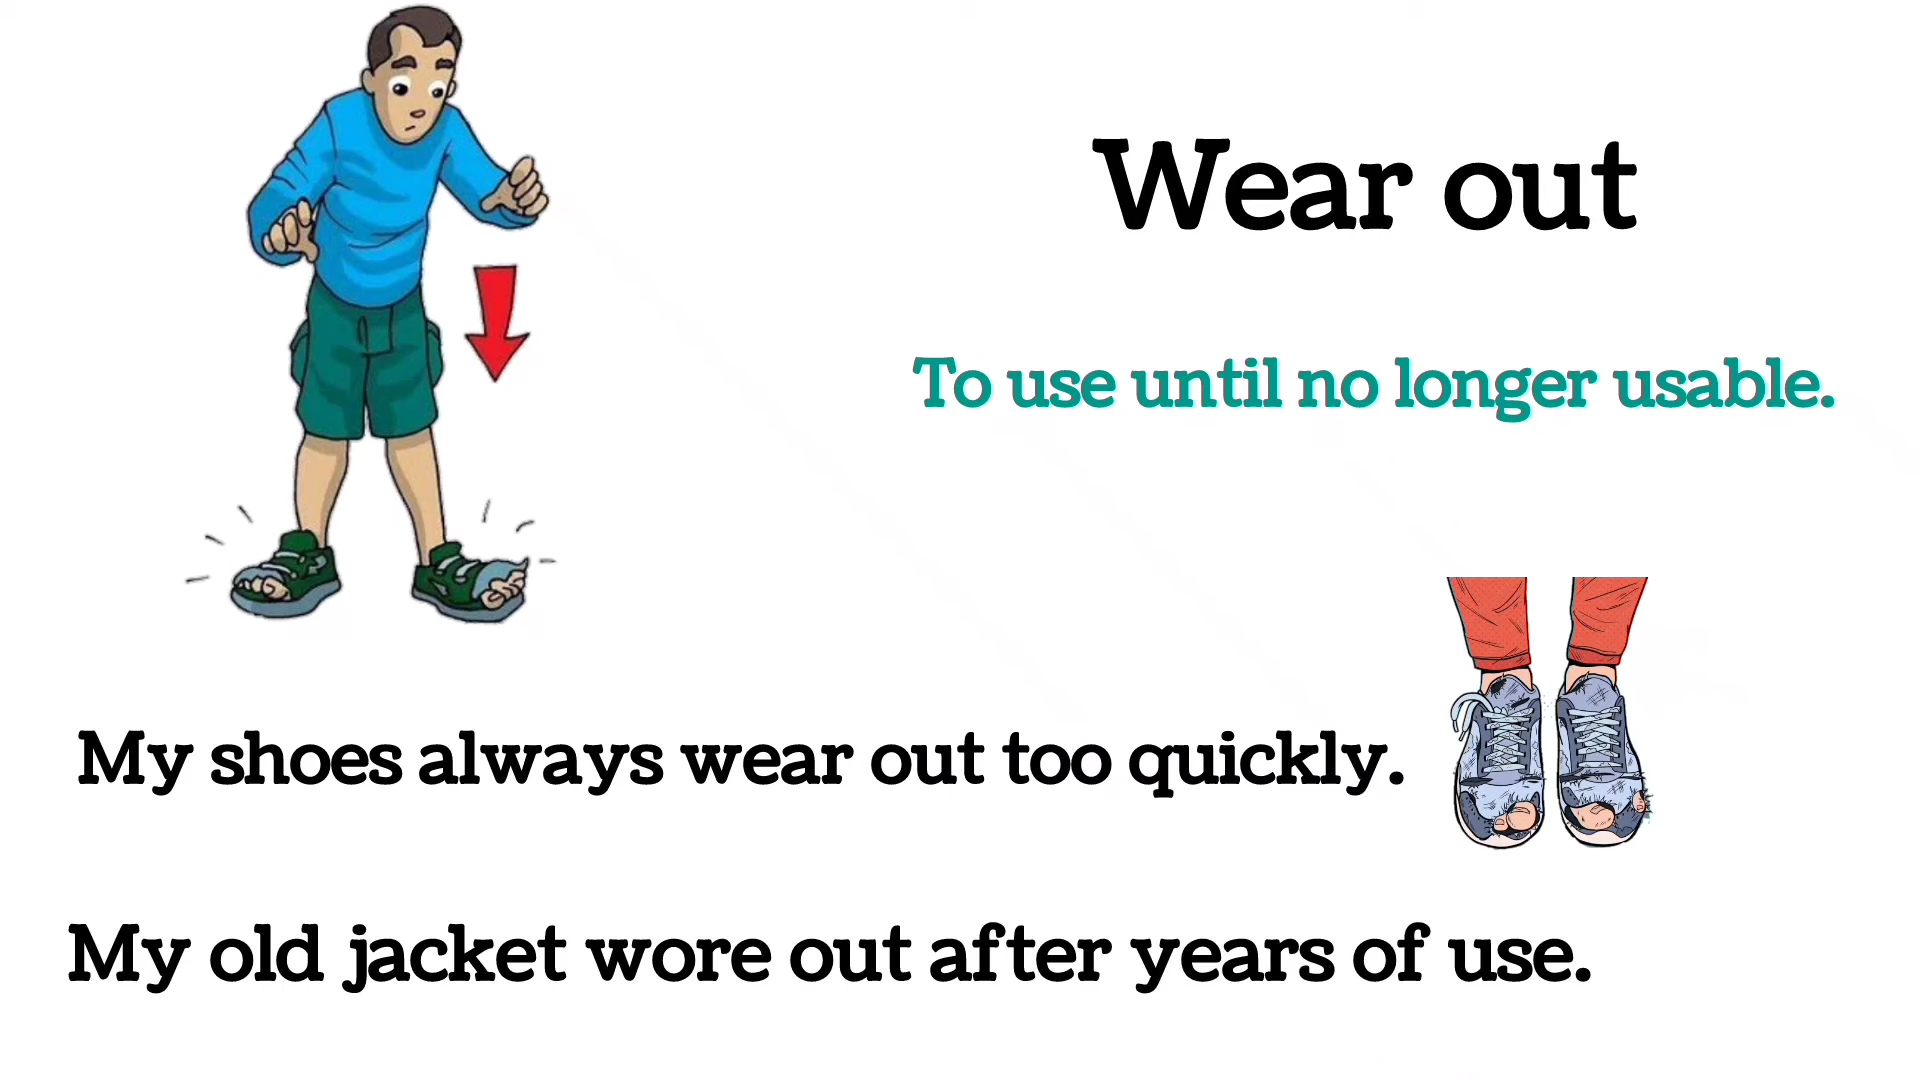 Wear out
To use until no longer usable.
My shoes always wear out too quickly.
My old jacket wore out after years of use.